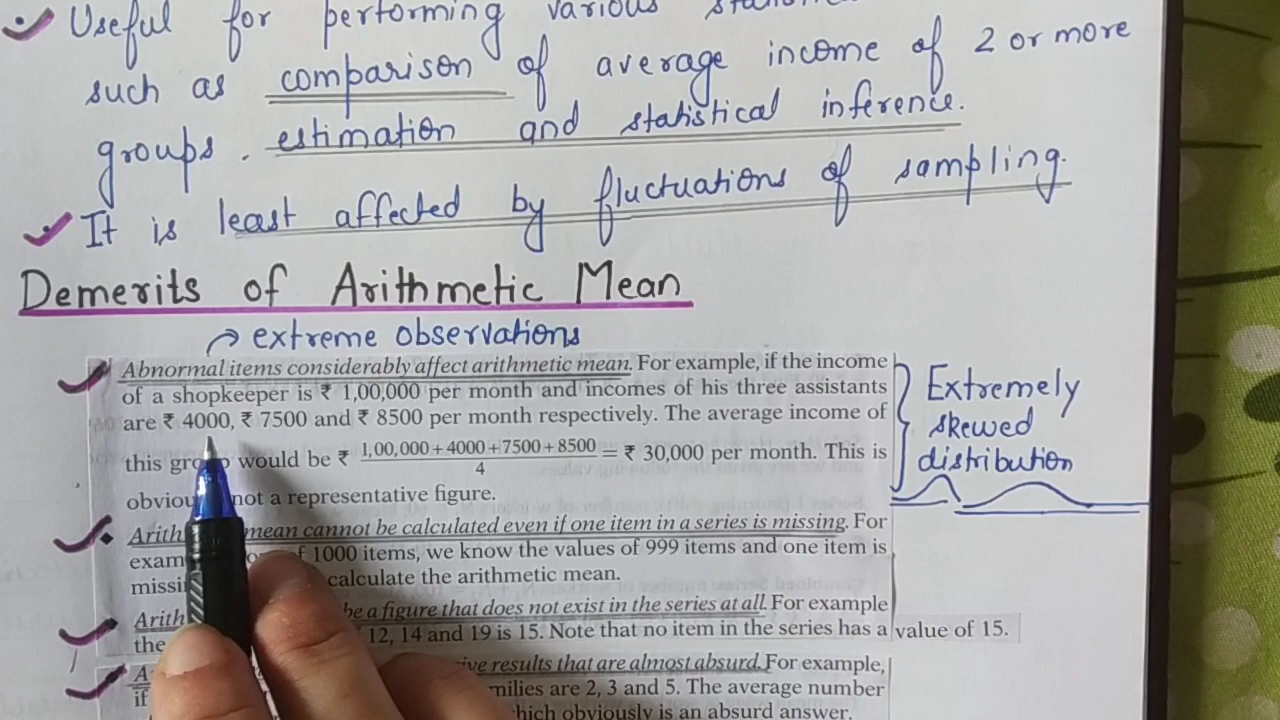 Useful for performing various
such as comparison of average income of 2 or more
groups. estimation and statistical inference.
It is least affected by fluctuations of sampling.
Demerits of Arithmetic Mean
extreme observations
Abnormal items considerably affect arithmetic mean. For example, if the income
of a shopkeeper is ₹ 1,00,000 per month and incomes of his three assistants
are ₹ 4000, ₹ 7500 and ₹ 8500 per month respectively. The average income of
this would be ₹ 1,00,000 + 4000 + 7500 + 8500 / 4 = ₹ 30,000 per month. This is
not a representative figure.
Extremely
skewed
distribution
mean cannot be calculated even if one item in a series is missing. For
1000 items, we know the values of 999 items and one item is
calculate the arithmetic mean.
be a figure that does not exist in the series at all. For example
the 12, 14 and 19 is 15. Note that no item in the series has a value of 15.
results that are almost absurd. For example,
if are 2, 3 and 5. The average number
which obviously is an absurd answer.